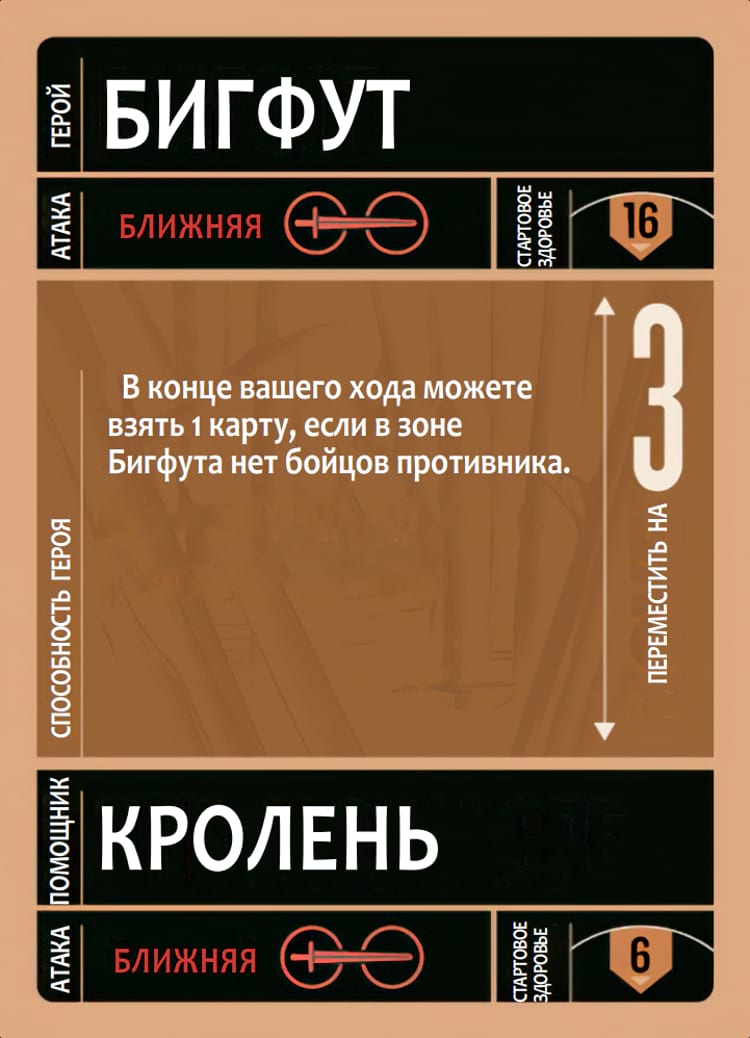 ГЕРОЙ
БИГФУТ
АТАКА
БЛИЖНЯЯ
СТАРТОВОЕ
ЗДОРОВЬЕ
16
СПОСОБНОСТЬ ГЕРОЯ
В конце вашего хода можете
взять 1 карту, если в зоне
Бигфута нет бойцов противника.
ПЕРЕМЕСТИТЬ НА 3
ПОМОЩНИК
КРОЛЕНЬ
АТАКА
БЛИЖНЯЯ
СТАРТОВОЕ
ЗДОРОВЬЕ
6